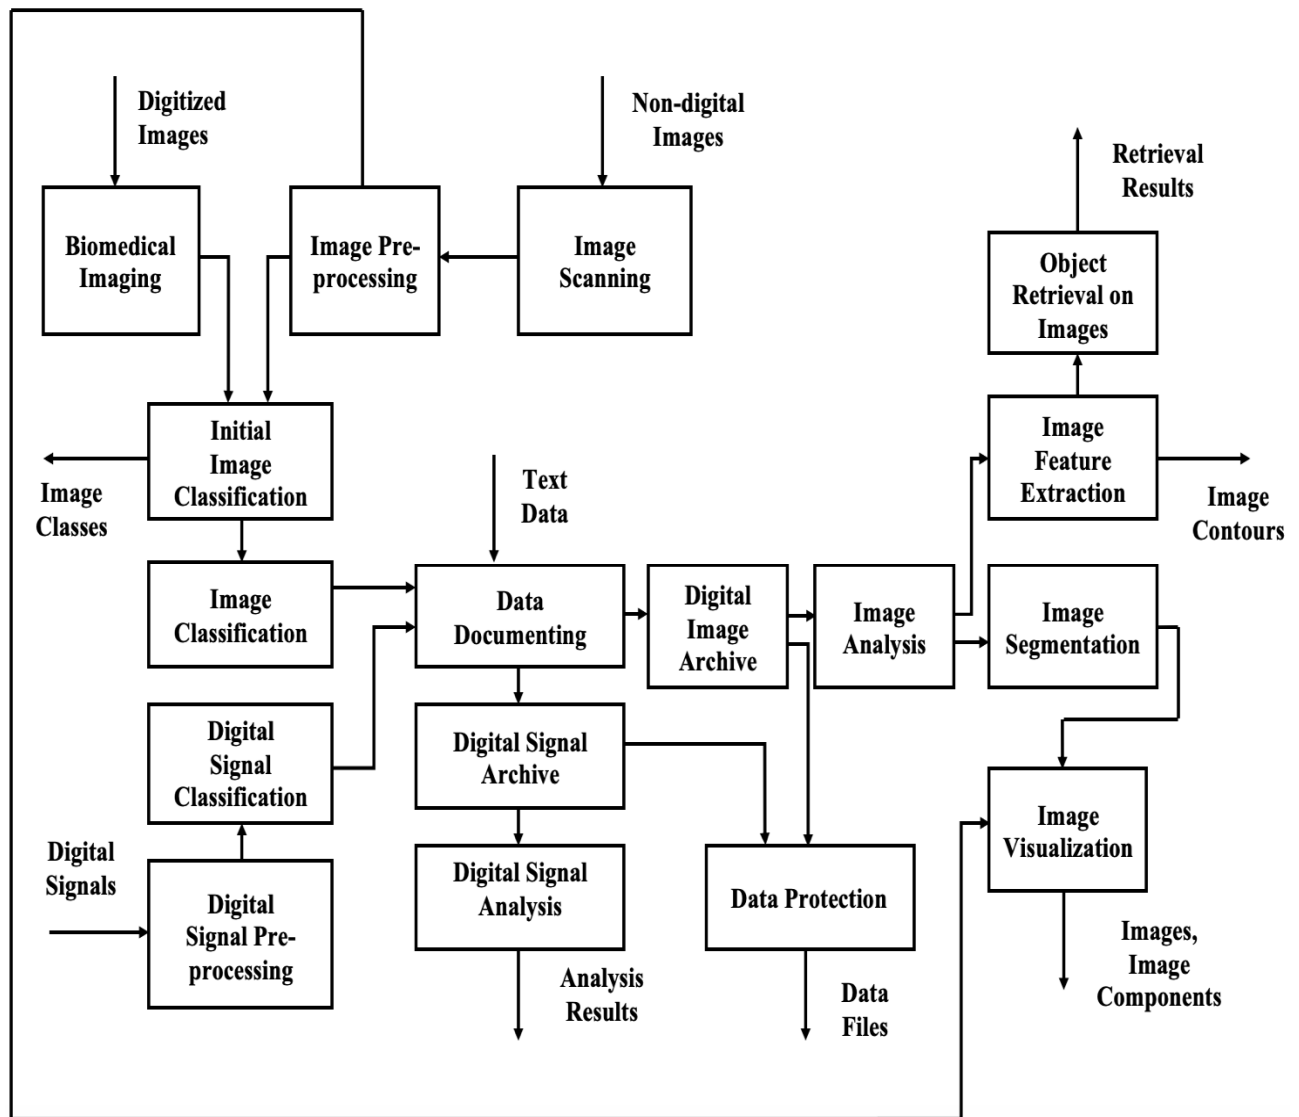 Digitized
Images
Non-digital
Images
Retrieval
Results
Biomedical
Imaging
Image Pre-
processing
Image
Scanning
Object
Retrieval on
Images
Initial
Image
Classification
Image
Classes
Text
Data
Image
Feature
Extraction
Image
Contours
Image
Classification
Data
Documenting
Digital
Image
Archive
Image
Analysis
Image
Segmentation
Digital
Signal
Classification
Digital Signal
Archive
Image
Visualization
Digital
Signals
Digital
Signal Pre-
processing
Digital Signal
Analysis
Data Protection
Analysis
Results
Data
Files
Images,
Image
Components